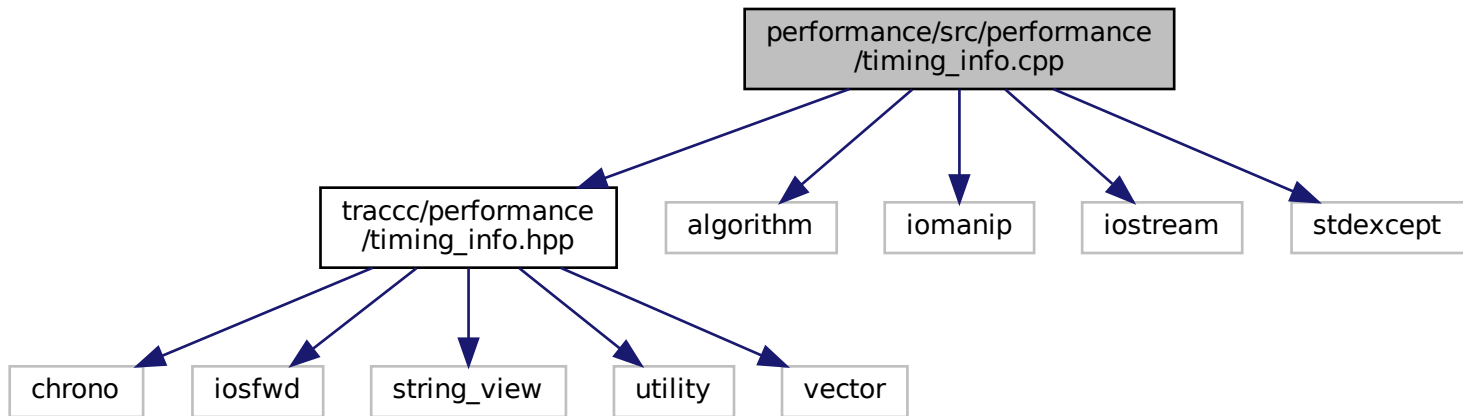 performance/src/performance
/timing_info.cpp
traccc/performance
/timing_info.hpp
algorithm
iomanip
iostream
stdexcept
chrono
iosfwd
string_view
utility
vector